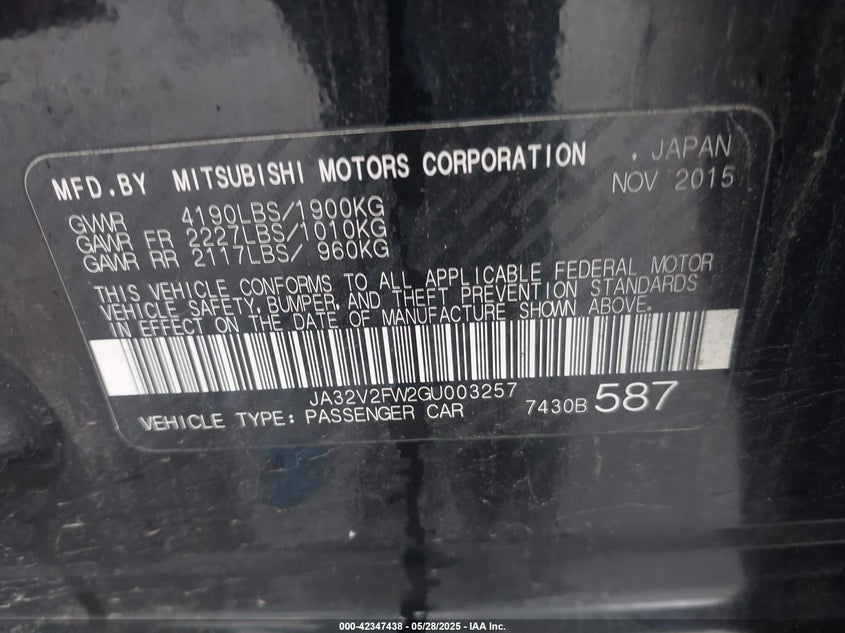 MFD.BY MITSUBISHI MOTORS CORPORATION , JAPAN
NOV 2015
GVWR 4190LBS/1900KG
GAWR FR 2227LBS/1010KG
GAWR RR 2117LBS/ 960KG
THIS VEHICLE CONFORMS TO ALL APPLICABLE FEDERAL MOTOR
VEHICLE SAFETY, BUMPER, AND THEFT PREVENTION STANDARDS
IN EFFECT ON THE DATE OF MANUFACTURE SHOWN ABOVE.
JA32V2FW2GU003257
VEHICLE TYPE: PASSENGER CAR 7430B 587
000-42347438 - 05/28/2025 - IAA Inc.